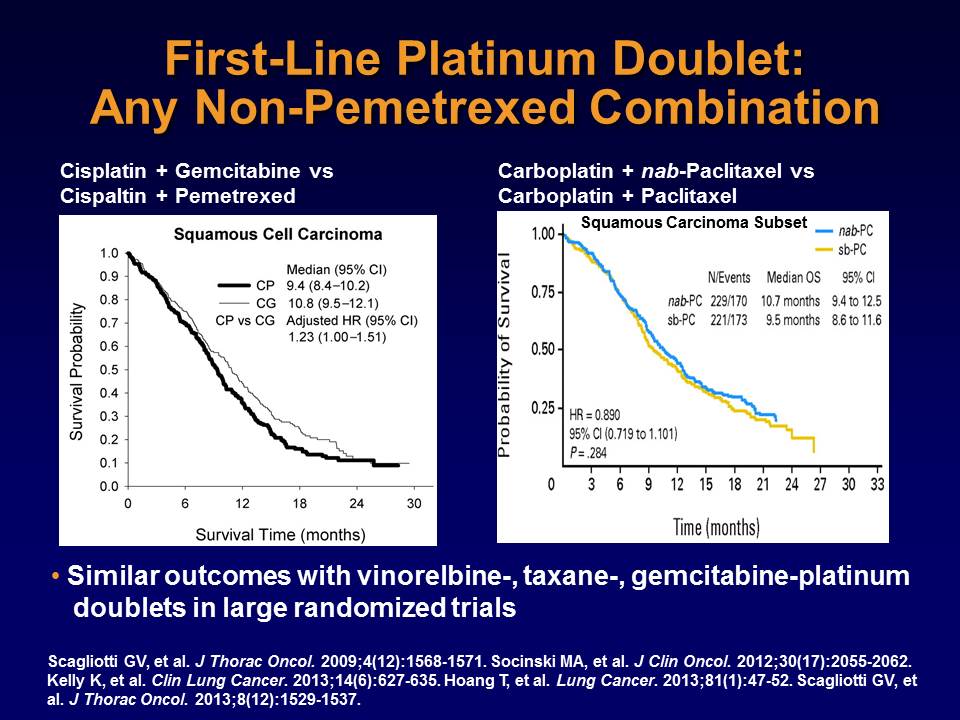 First-Line Platinum Doublet:
Any Non-Pemetrexed Combination
Cisplatin + Gemcitabine vs
Cispaltin + Pemetrexed
Squamous Cell Carcinoma
Median (95% CI)
CP 9.4 (8.4–10.2)
CG 10.8 (9.5–12.1)
CP vs CG Adjusted HR (95% CI)
1.23 (1.00–1.51)
Survival Probability
1.0
0.9
0.8
0.7
0.6
0.5
0.4
0.3
0.2
0.1
0.0
0 6 12 18 24 30
Survival Time (months)
Carboplatin + nab-Paclitaxel vs
Carboplatin + Paclitaxel
Squamous Carcinoma Subset
nab-PC
sb-PC
N/Events Median OS 95% CI
nab-PC 229/170 10.7 months 9.4 to 12.5
sb-PC 221/173 9.5 months 8.6 to 11.6
Probability of Survival
1.00
0.75
0.50
0.25
HR = 0.890
95% CI (0.719 to 1.101)
P = .284
0 3 6 9 12 15 18 21 24 27 30 33
Time (months)
• Similar outcomes with vinorelbine-, taxane-, gemcitabine-platinum
doublets in large randomized trials
Scagliotti GV, et al. J Thorac Oncol. 2009;4(12):1568-1571. Socinski MA, et al. J Clin Oncol. 2012;30(17):2055-2062.
Kelly K, et al. Clin Lung Cancer. 2013;14(6):627-635. Hoang T, et al. Lung Cancer. 2013;81(1):47-52. Scagliotti GV, et
al. J Thorac Oncol. 2013;8(12):1529-1537.